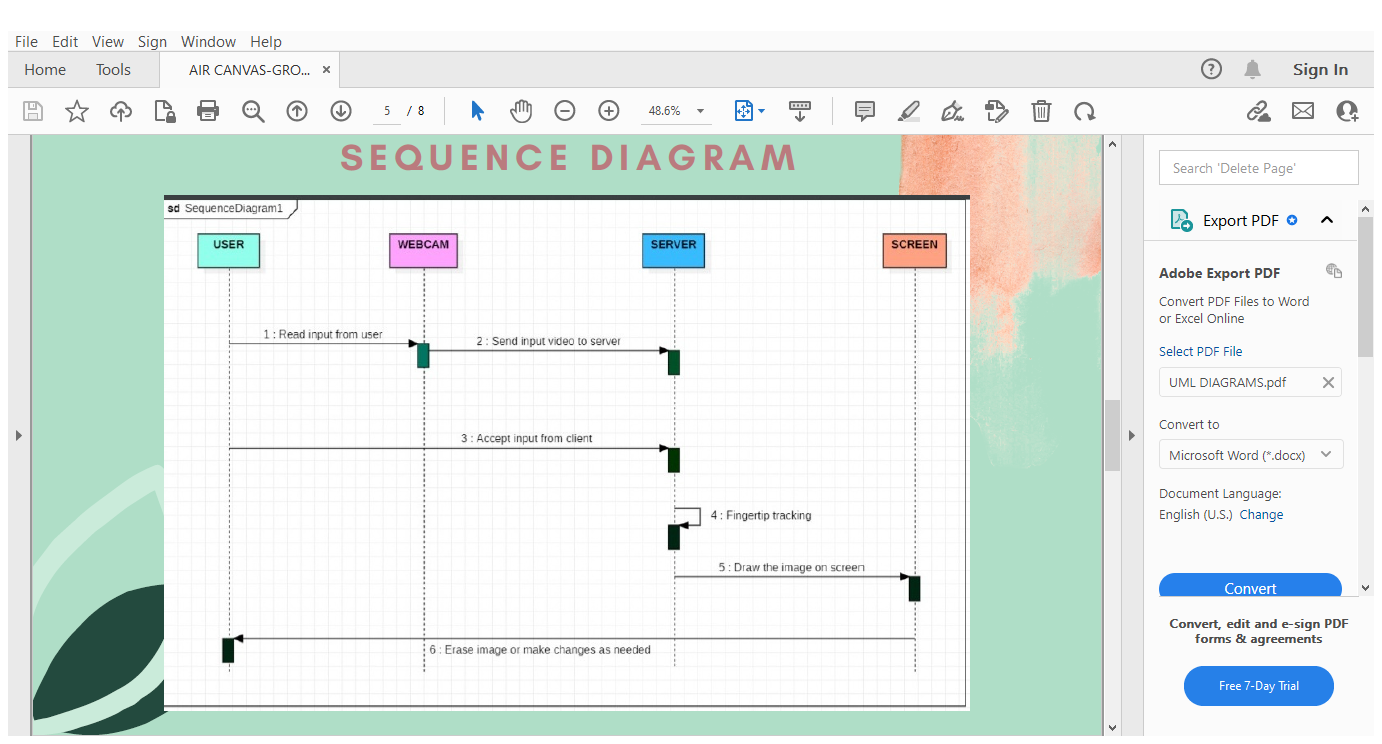 File Edit View Sign Window Help
Home Tools AIR CANVAS-GRO... × ? Sign In
5 / 8 48.6%
SEQUENCE DIAGRAM
sd SequenceDiagram1
USER WEBCAM SERVER SCREEN
1 : Read input from user
2 : Send input video to server
3 : Accept input from client
4 : Fingertip tracking
5 : Draw the image on screen
6 : Erase image or make changes as needed
Search 'Delete Page'
Export PDF
Adobe Export PDF
Convert PDF Files to Word
or Excel Online
Select PDF File
UML DIAGRAMS.pdf
Convert to
Microsoft Word (*.docx)
Document Language:
English (U.S.) Change
Convert
Convert, edit and e-sign PDF
forms & agreements
Free 7-Day Trial